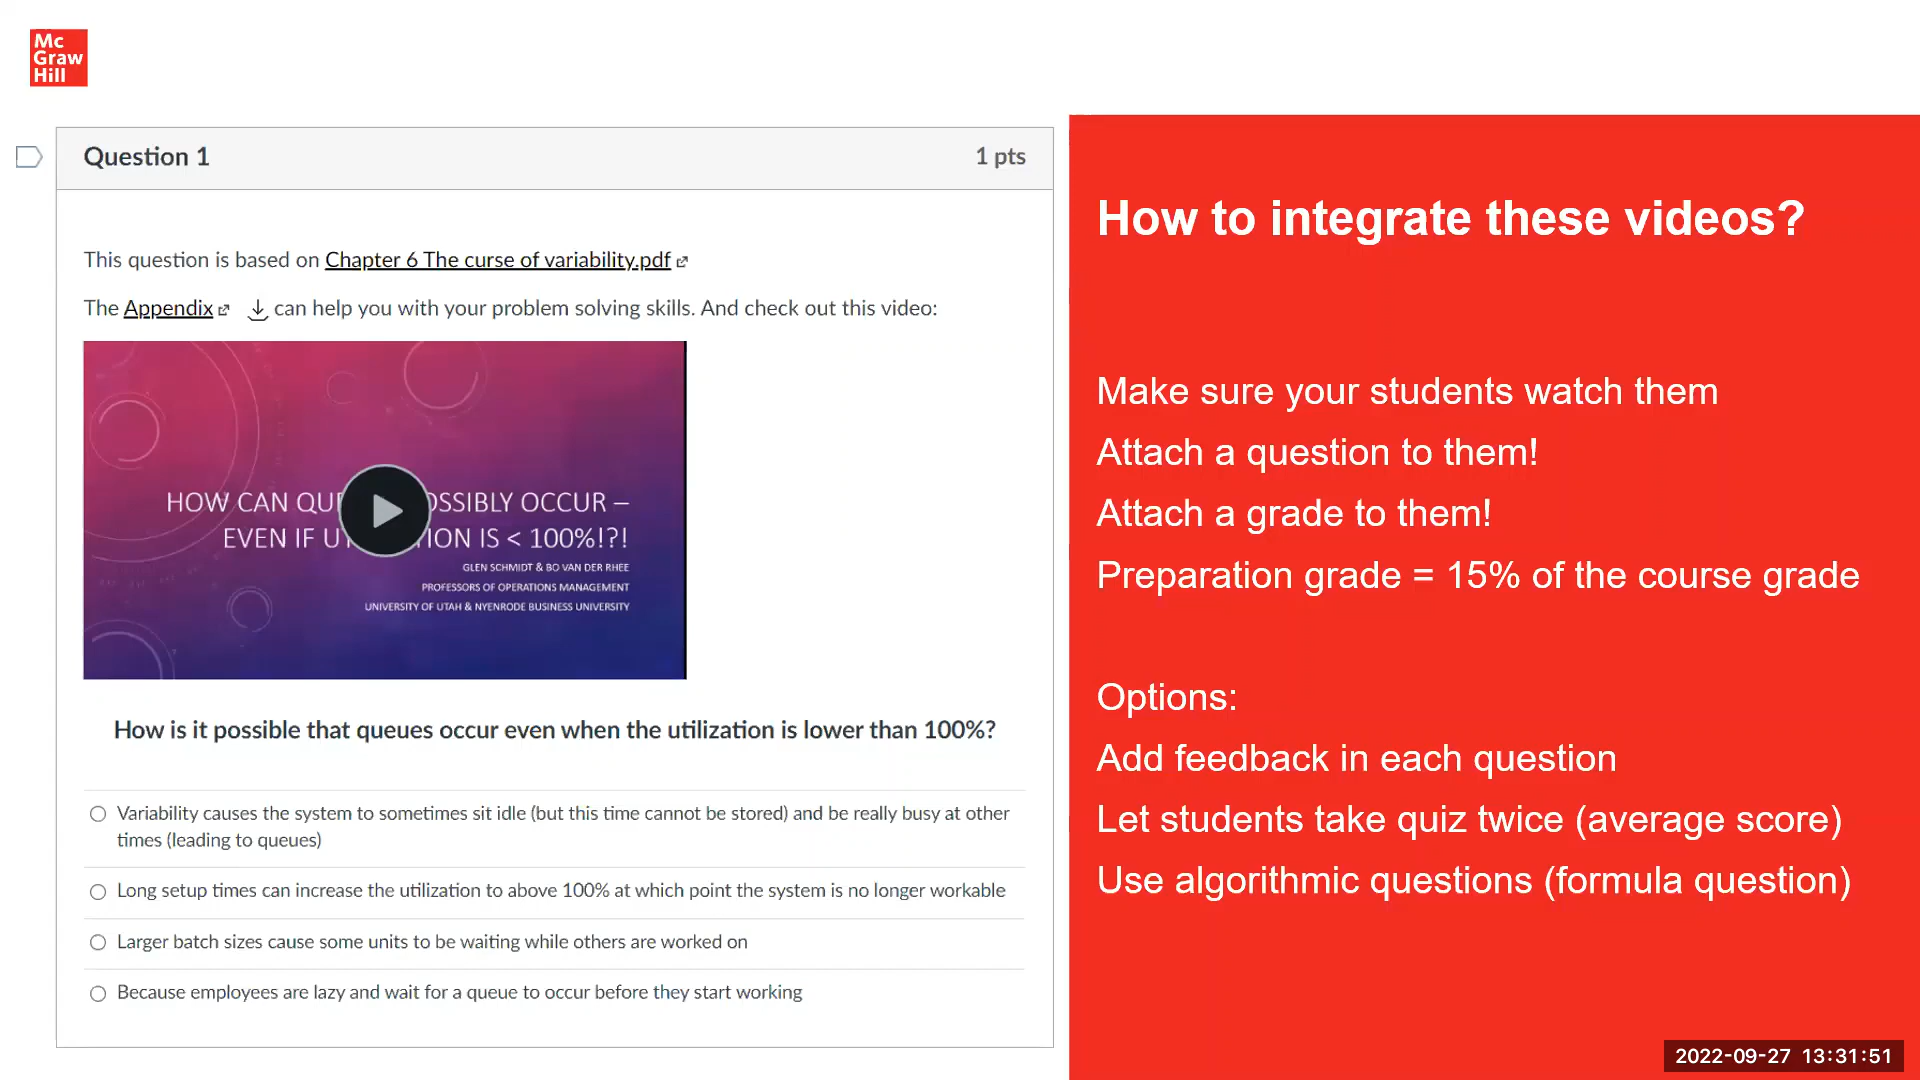 Mc
Graw
Hill
Question 1
1 pts
This question is based on Chapter 6 The curse of variability.pdf
The Appendix can help you with your problem solving skills. And check out this video:
HOW CAN QUE OSSIBLY OCCUR –
EVEN IF UT TION IS < 100%!?!
GLEN SCHMIDT & BO VAN DER RHEE
PROFESSORS OF OPERATIONS MANAGEMENT
UNIVERSITY OF UTAH & NYENRODE BUSINESS UNIVERSITY
How is it possible that queues occur even when the utilization is lower than 100%?
Variability causes the system to sometimes sit idle (but this time cannot be stored) and be really busy at other
times (leading to queues)
Long setup times can increase the utilization to above 100% at which point the system is no longer workable
Larger batch sizes cause some units to be waiting while others are worked on
Because employees are lazy and wait for a queue to occur before they start working
How to integrate these videos?
Make sure your students watch them
Attach a question to them!
Attach a grade to them!
Preparation grade = 15% of the course grade
Options:
Add feedback in each question
Let students take quiz twice (average score)
Use algorithmic questions (formula question)
2022-09-27 13:31:51